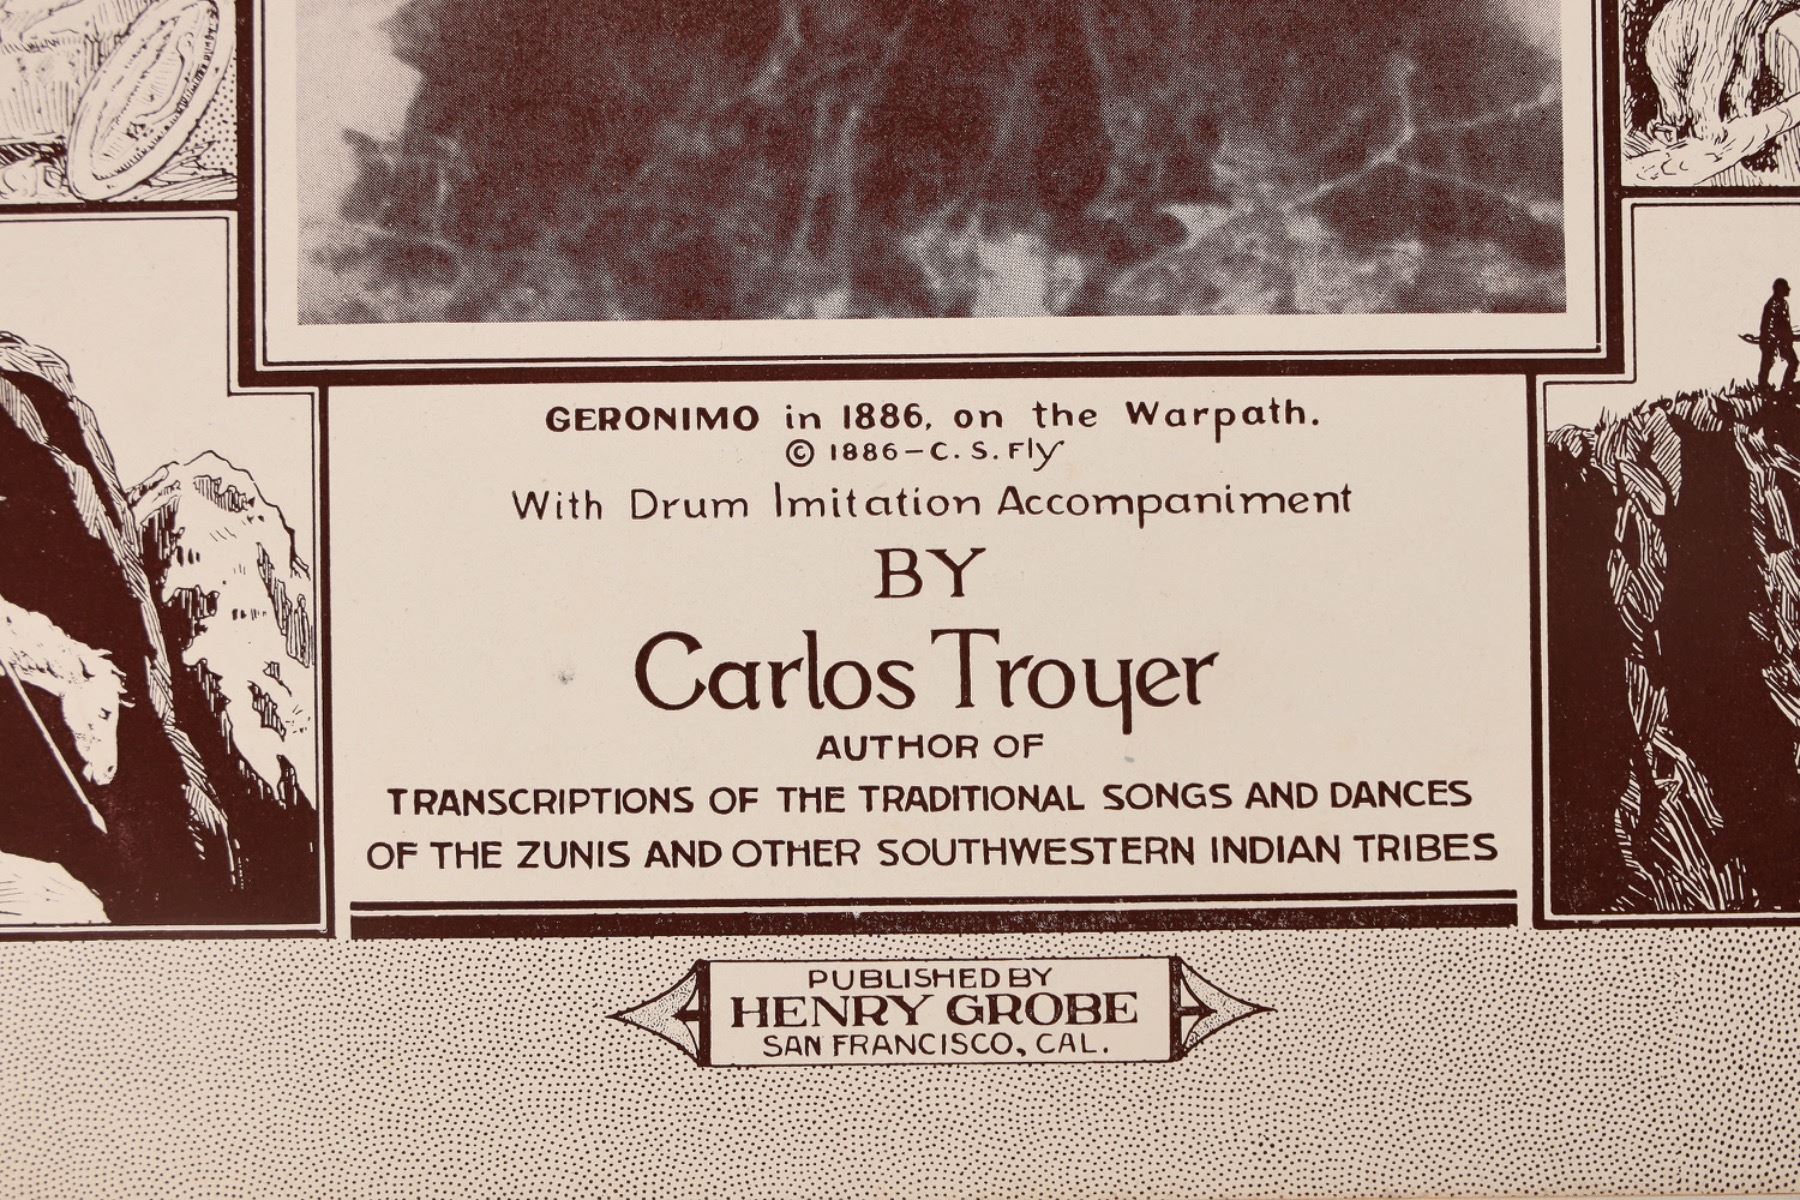 GERONIMO in 1886, on the Warpath.
© 1886-C. S. Fly
With Drum Imitation Accompaniment
BY
Carlos Troyer
AUTHOR OF
TRANSCRIPTIONS OF THE TRADITIONAL SONGS AND DANCES
OF THE ZUNIS AND OTHER SOUTHWESTERN INDIAN TRIBES
PUBLISHED BY
HENRY GROBE
SAN FRANCISCO, CAL.